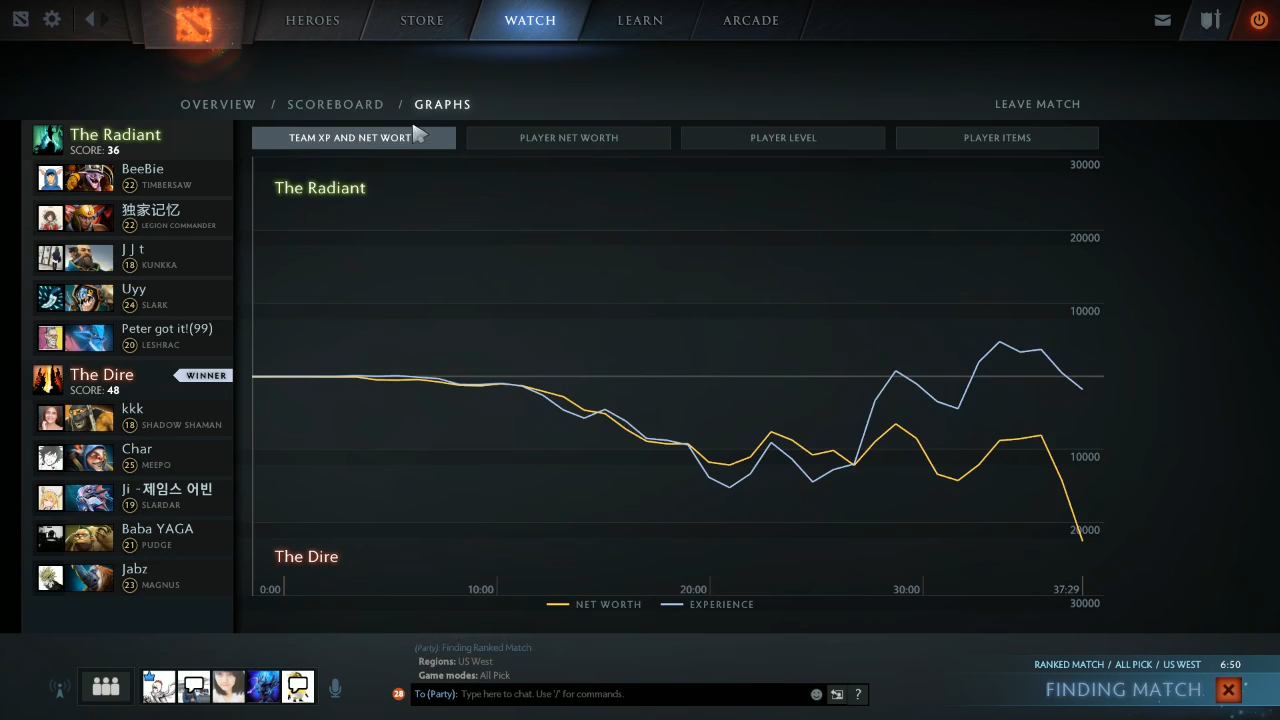 HEROES
STORE
WATCH
LEARN
ARCADE
OVERVIEW / SCOREBOARD / GRAPHS
LEAVE MATCH
The Radiant
SCORE: 36
BeeBie
22 TIMBERSAW
独家记忆
22 LEGION COMMANDER
J J t
18 KUNKKA
Uyy
24 SLARK
Peter got it!(99)
20 LESHRAC
The Dire
WINNER
SCORE: 48
kkk
18 SHADOW SHAMAN
Char
25 MEEPO
Ji -제임스 어빈
19 SLARDAR
Baba YAGA
21 PUDGE
Jabz
23 MAGNUS
TEAM XP AND NET WORT
PLAYER NET WORTH
PLAYER LEVEL
PLAYER ITEMS
The Radiant
30000
20000
10000
10000
20000
30000
The Dire
0:00
10:00
20:00
30:00
37:29
NET WORTH
EXPERIENCE
(Party) Finding Ranked Match
Regions: US West
Game modes: All Pick
28
To (Party): Type here to chat. Use '/' for commands.
?
RANKED MATCH / ALL PICK / US WEST 6:50
FINDING MATCH